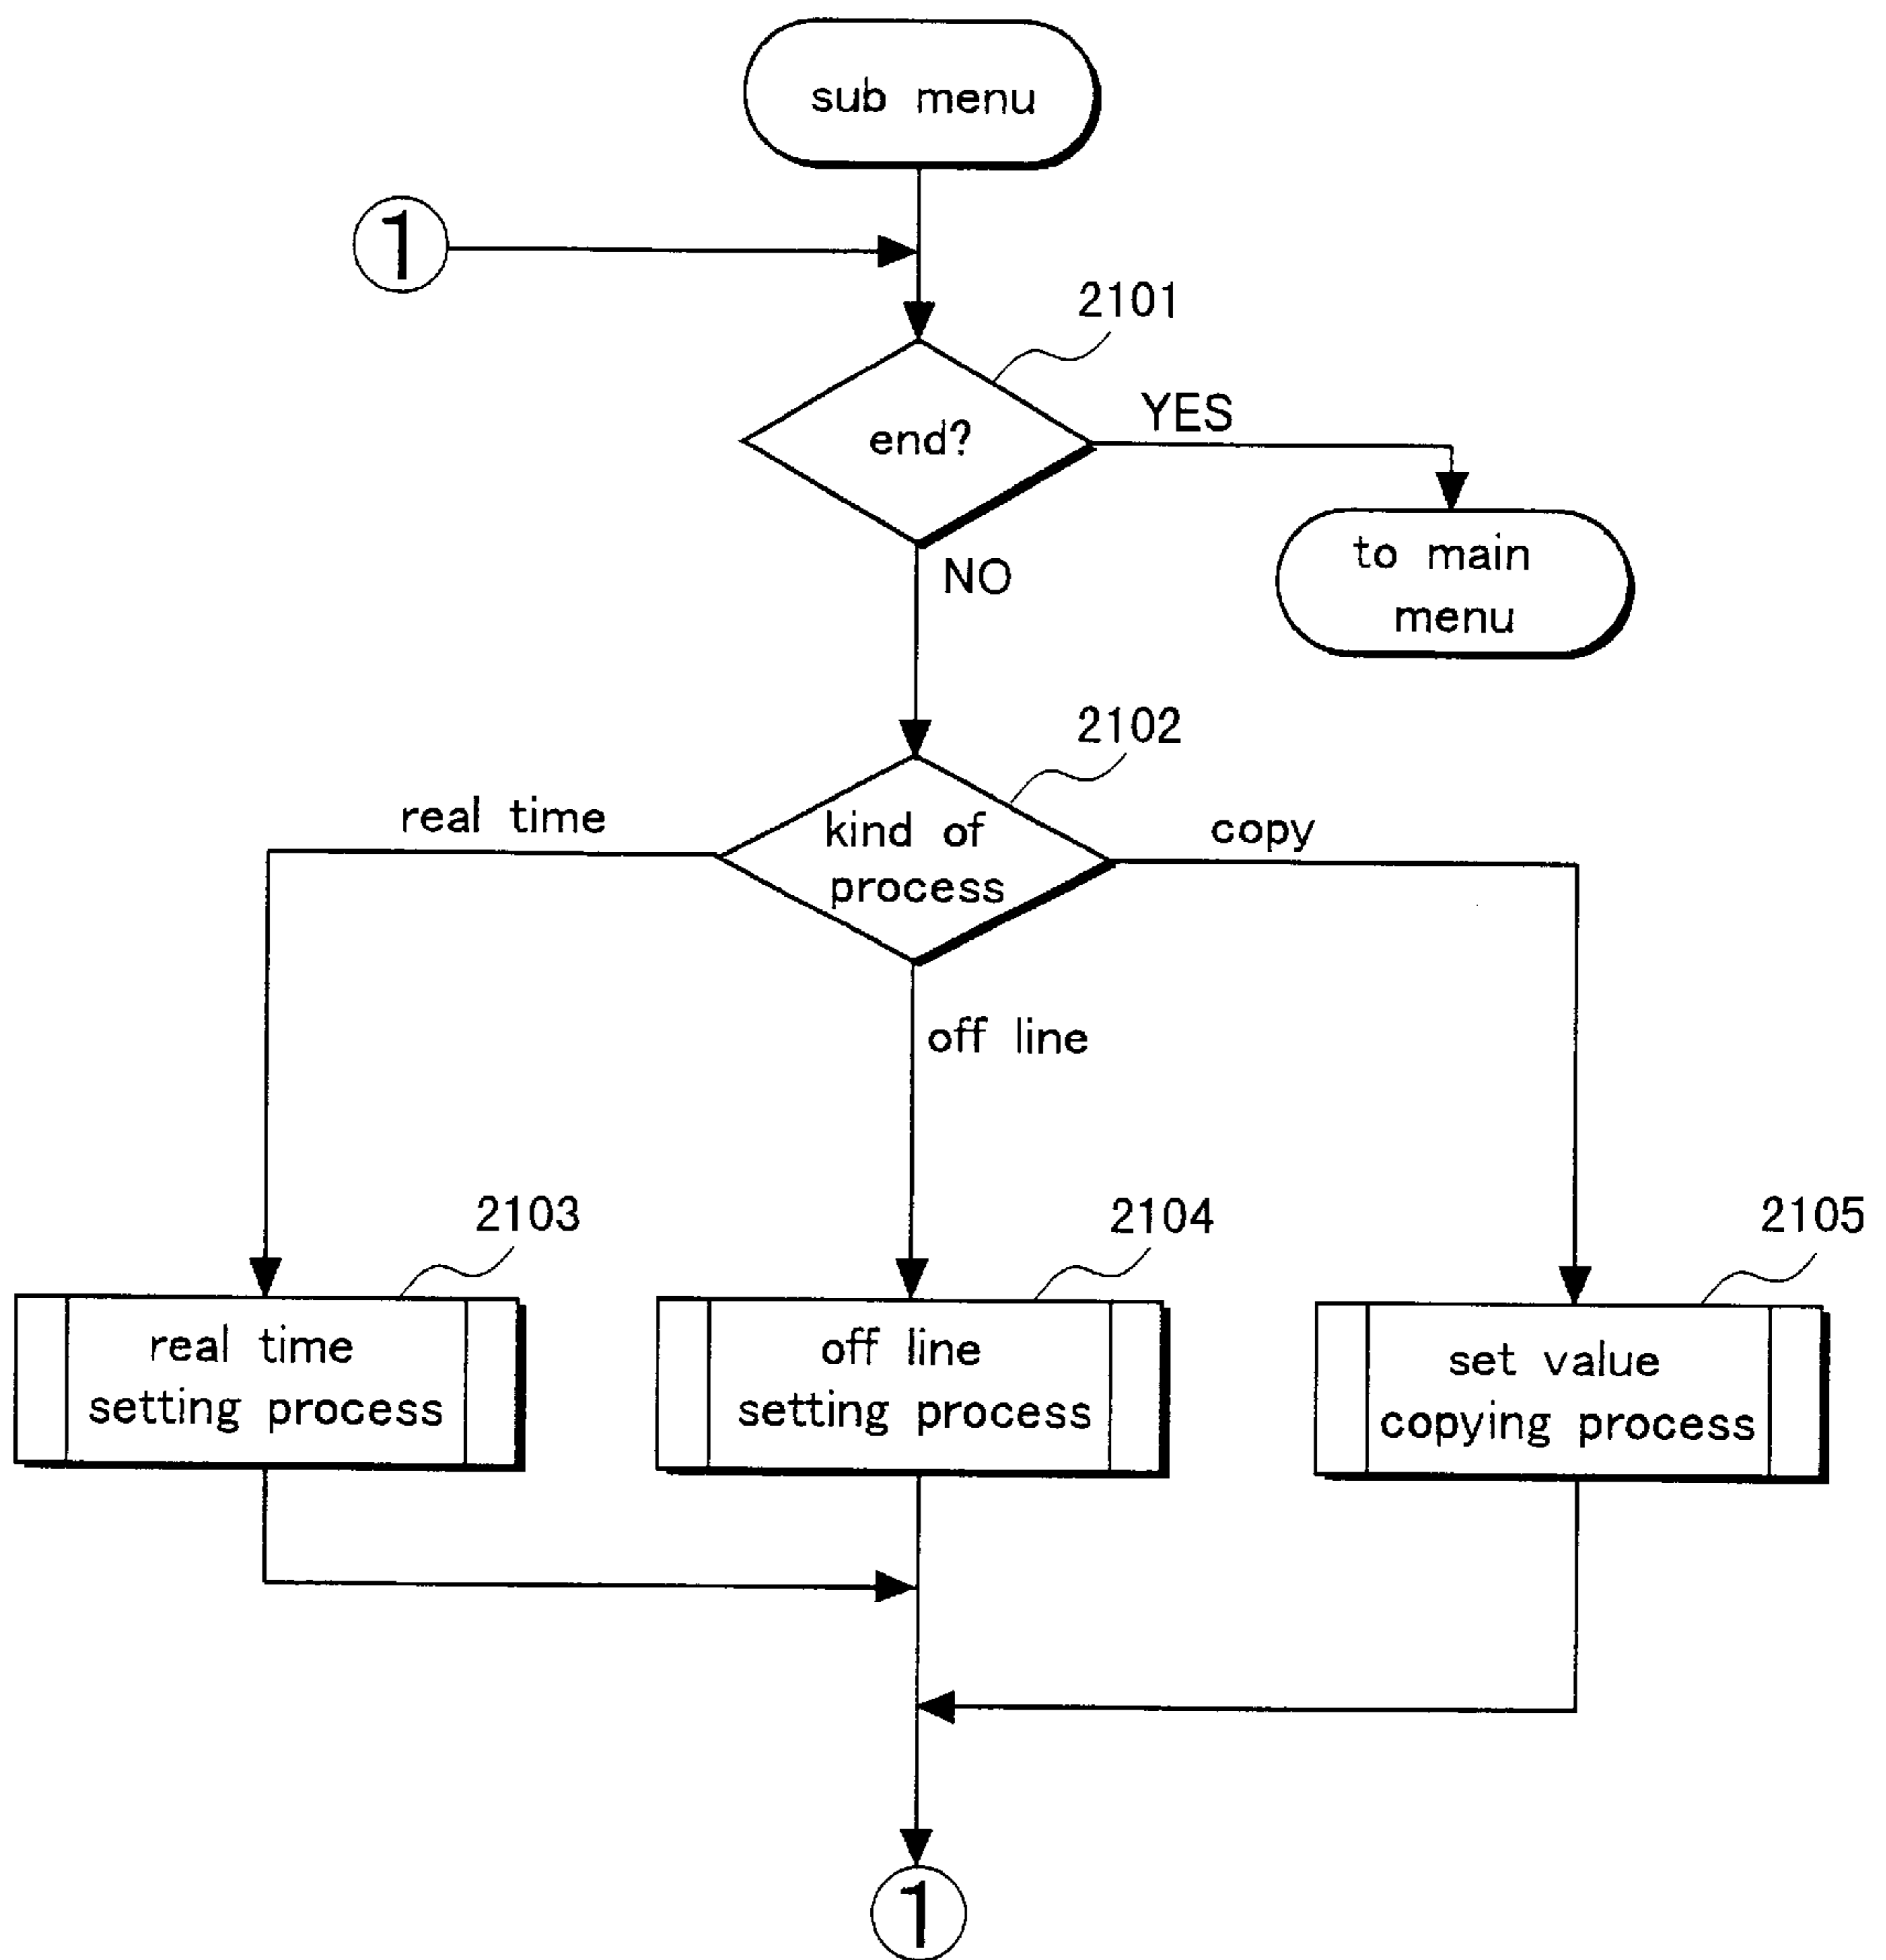 sub menu
1
2101
end?
YES
to main
menu
NO
2102
real time
kind of
process
copy
off line
2103
2104
2105
real time
setting process
off line
setting process
set value
copying process
1